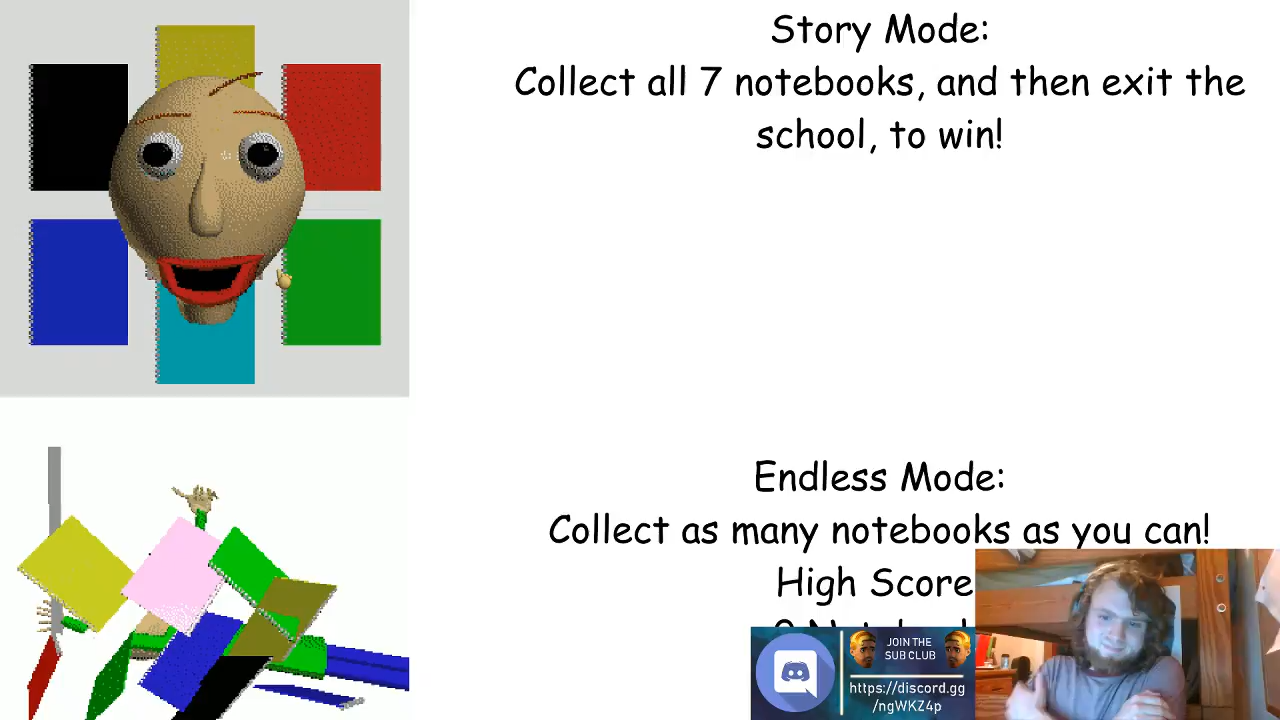 Story Mode:
Collect all 7 notebooks, and then exit the
school, to win!
Endless Mode:
Collect as many notebooks as you can!
High Score
JOIN THE
SUB CLUB
https://discord.gg
/ngWKZ4p